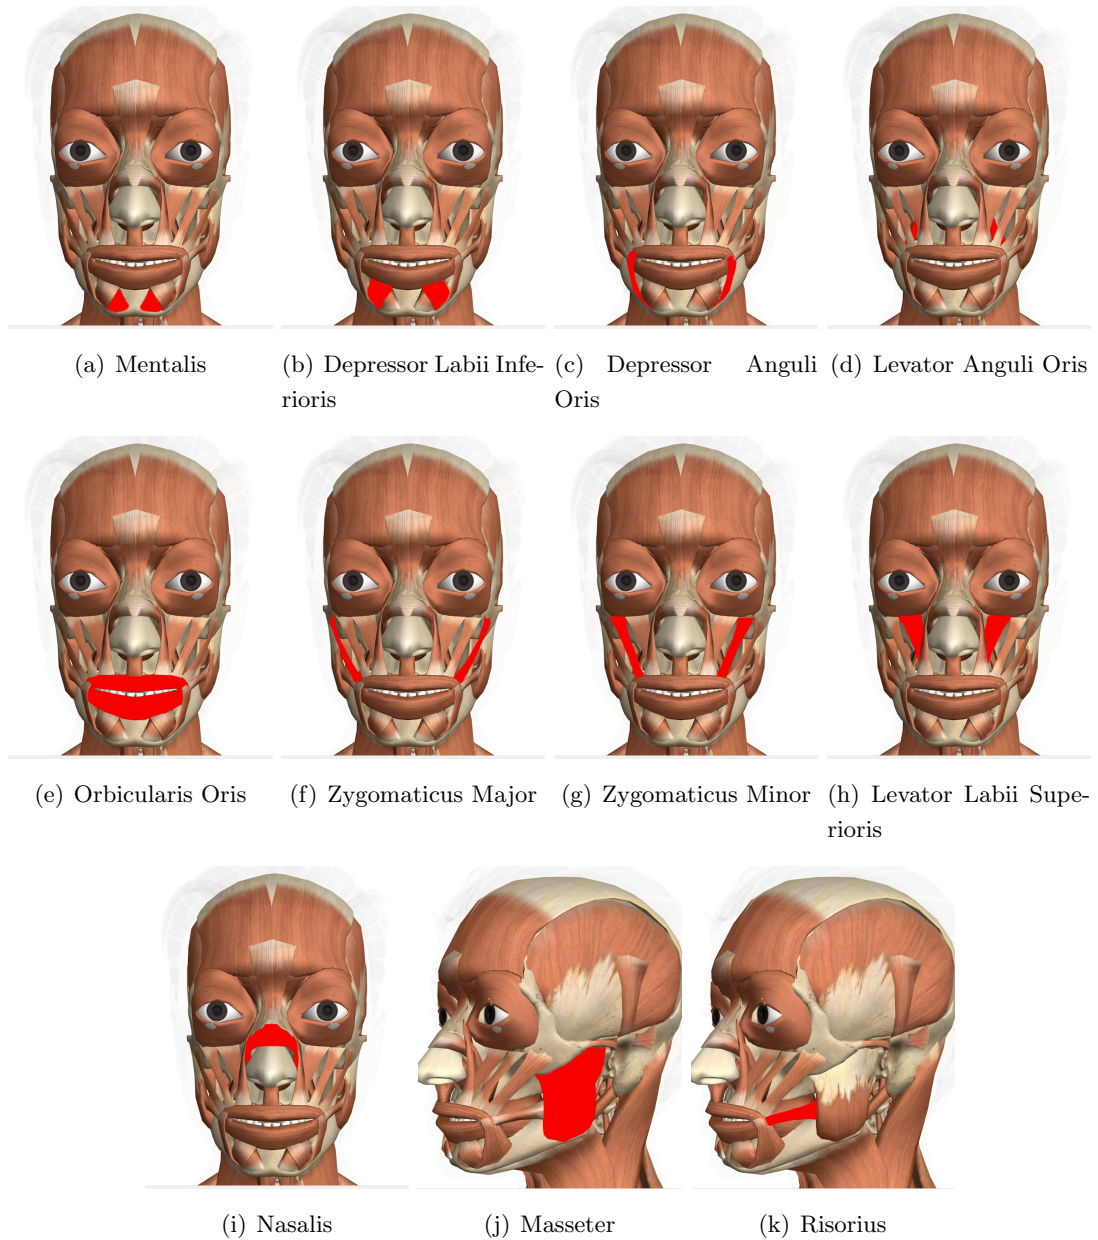 (a) Mentalis
(b) Depressor Labii Infe-
rioris
(c) Depressor Anguli
Oris
(d) Levator Anguli Oris
(e) Orbicularis Oris
(f) Zygomaticus Major
(g) Zygomaticus Minor
(h) Levator Labii Supe-
rioris
(i) Nasalis
(j) Masseter
(k) Risorius